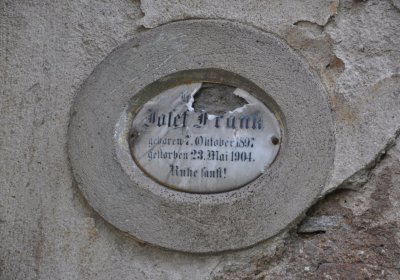 Josef Frank
geboren 7. Oktober 1897
gestorben 23. Mai 1904.
Ruhe sanft!